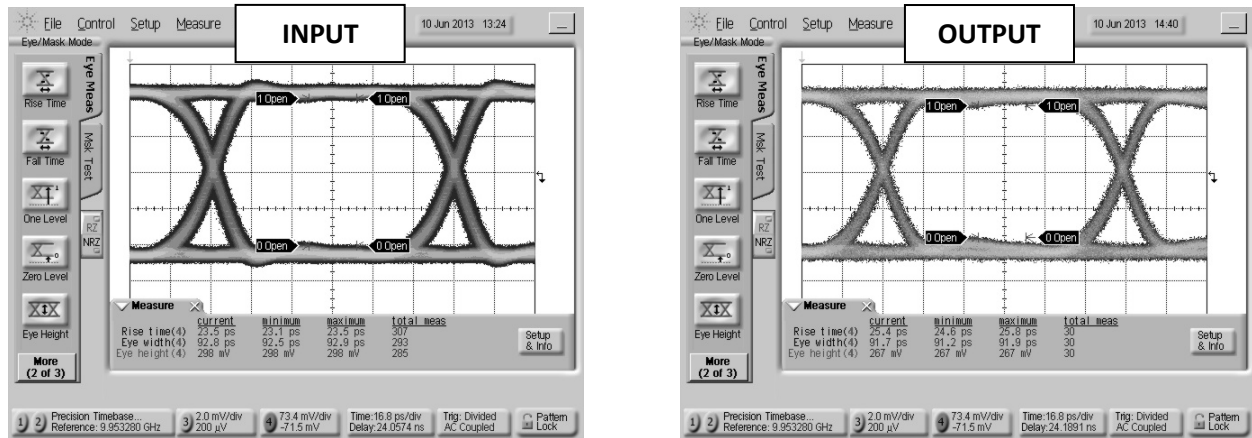 INPUT
File Control Setup Measure
10 Jun 2013 13:24
Eye/Mask Mode
Eye Meas
Msk Test
Rise Time
Fall Time
One Level
Zero Level
Eye Height
More
(2 of 3)
RZ
NRZ
1 Open
1 Open
0 Open
0 Open
Measure
current minimum maximum total meas
Rise time(4) 23.5 ps 23.1 ps 23.5 ps 307
Eye width(4) 92.8 ps 92.5 ps 92.9 ps 293
Eye height(4) 298 mV 298 mV 298 mV 285
Setup
& Info
1 2 Precision Timebase...
Reference: 9.953280 GHz
3 2.0 mV/div
200 µV
4 73.4 mV/div
-71.5 mV
Time:16.8 ps/div
Delay:24.0574 ns
Trig: Divided
AC Coupled
Pattern
Lock
OUTPUT
File Control Setup Measure
10 Jun 2013 14:40
Eye/Mask Mode
Eye Meas
Msk Test
Rise Time
Fall Time
One Level
Zero Level
Eye Height
More
(2 of 3)
RZ
NRZ
1 Open
1 Open
0 Open
0 Open
Measure
current minimum maximum total meas
Rise time(4) 25.4 ps 24.6 ps 25.8 ps 30
Eye width(4) 91.7 ps 91.2 ps 91.9 ps 30
Eye height(4) 267 mV 267 mV 267 mV 30
Setup
& Info
1 2 Precision Timebase...
Reference: 9.953280 GHz
3 2.0 mV/div
200 µV
4 73.4 mV/div
-71.5 mV
Time:16.8 ps/div
Delay:24.1891 ns
Trig: Divided
AC Coupled
Pattern
Lock